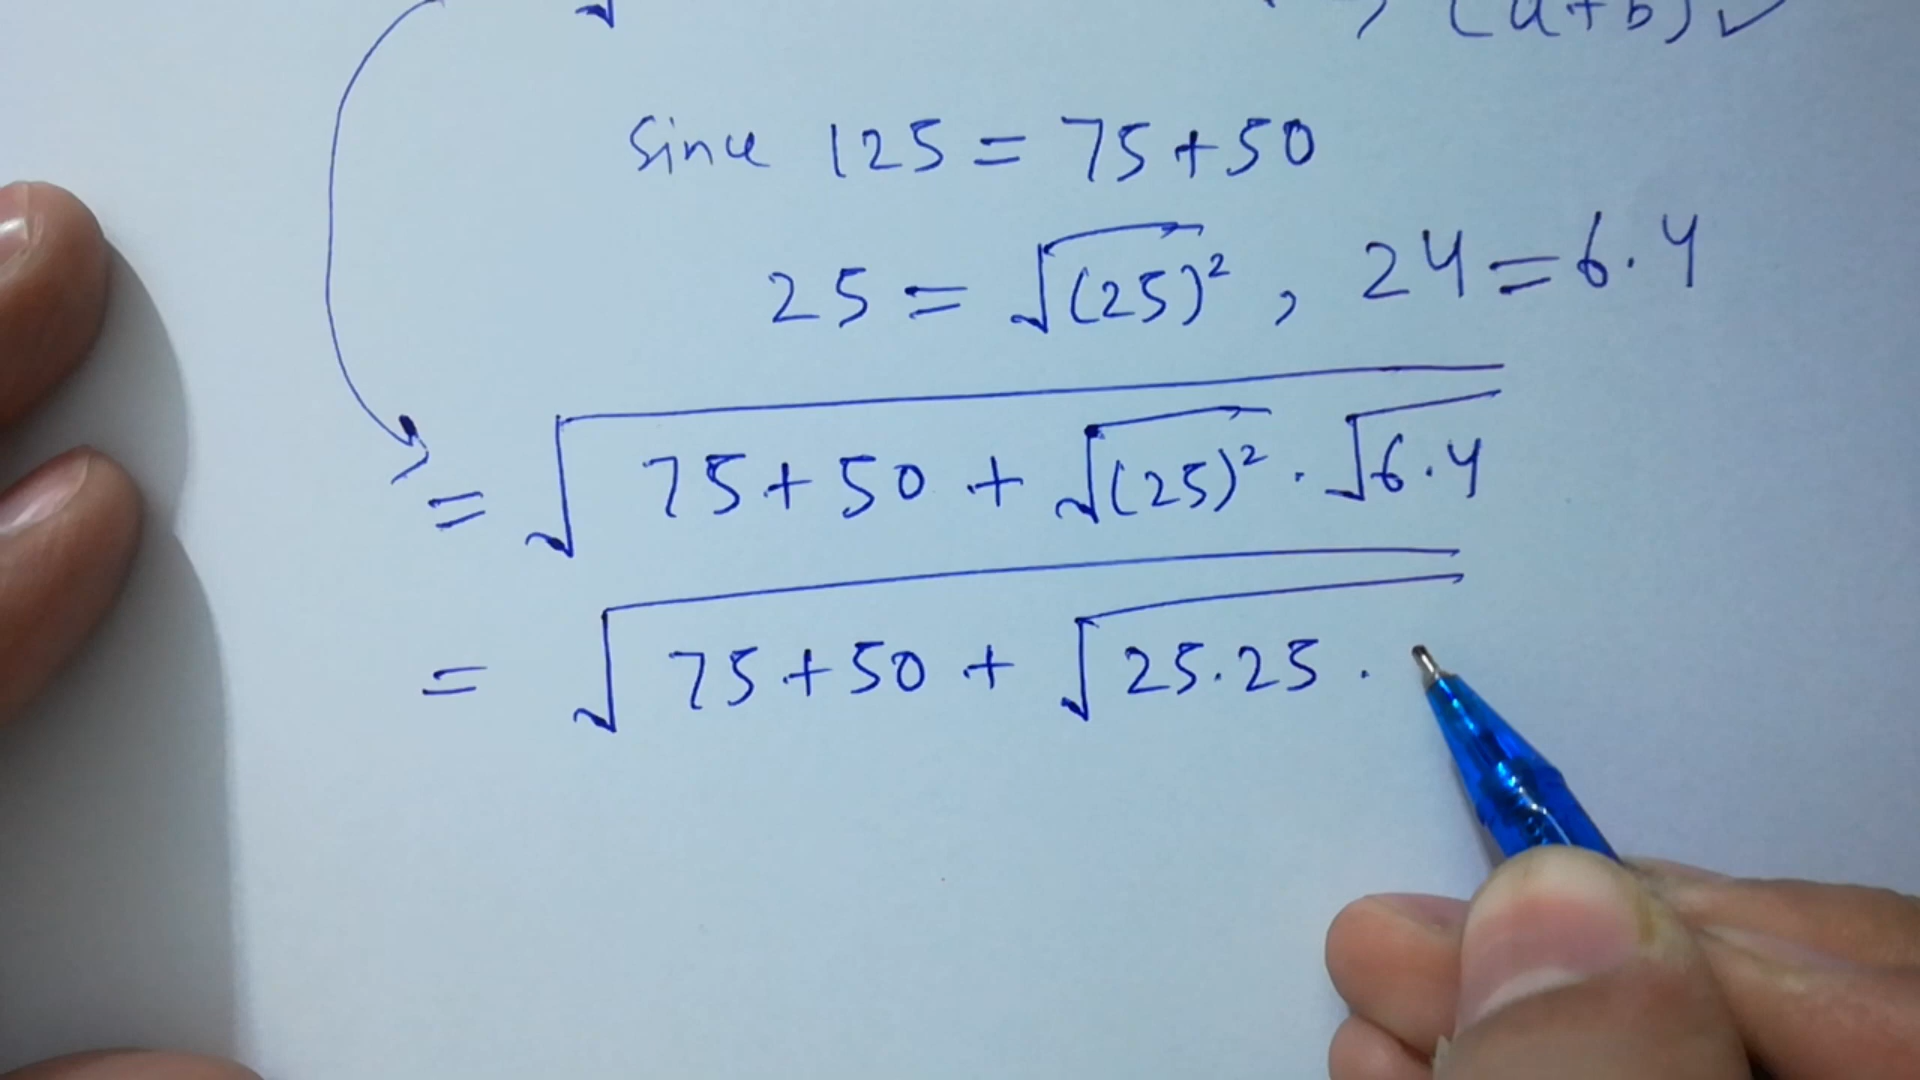 (a+b) ✓
Since 125 = 75+50
25 = √(25)², 24 = 6.4
= √75+50+√(25)².√6.4
= √75+50+√25.25.